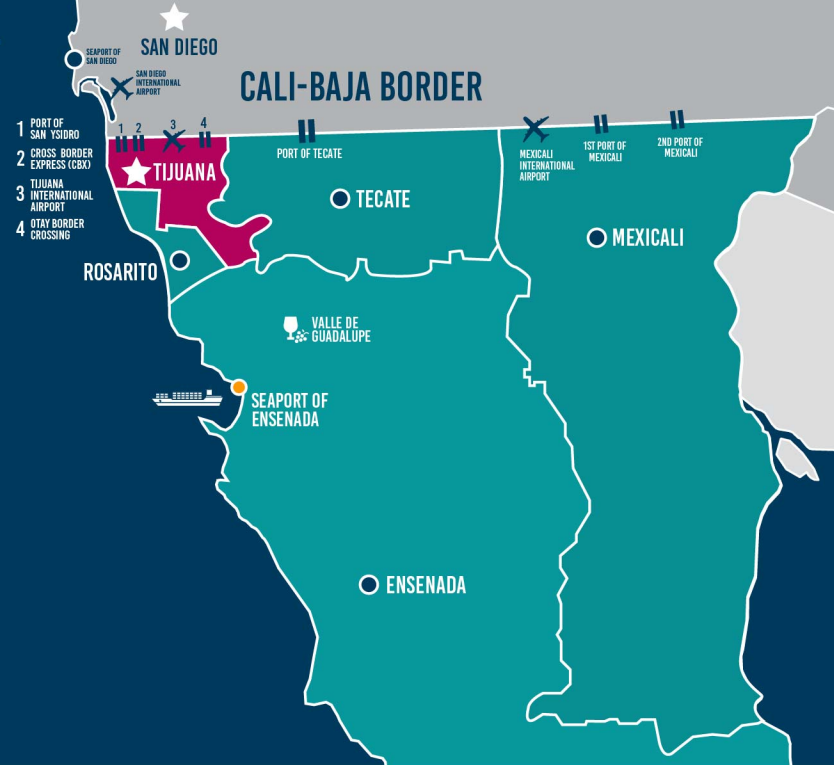 SAN DIEGO
SEAPORT OF
SAN DIEGO
SAN DIEGO
INTERNATIONAL
AIRPORT
CALI-BAJA BORDER
1 PORT OF
SAN YSIDRO
2 CROSS BORDER
EXPRESS (CBX)
3 TIJUANA
INTERNATIONAL
AIRPORT
4 OTAY BORDER
CROSSING
1 2 3 4
TIJUANA
PORT OF TECATE
TECATE
MEXICALI
INTERNATIONAL
AIRPORT
1ST PORT OF
MEXICALI
2ND PORT OF
MEXICALI
MEXICALI
ROSARITO
VALLE DE
GUADALUPE
SEAPORT OF
ENSENADA
ENSENADA